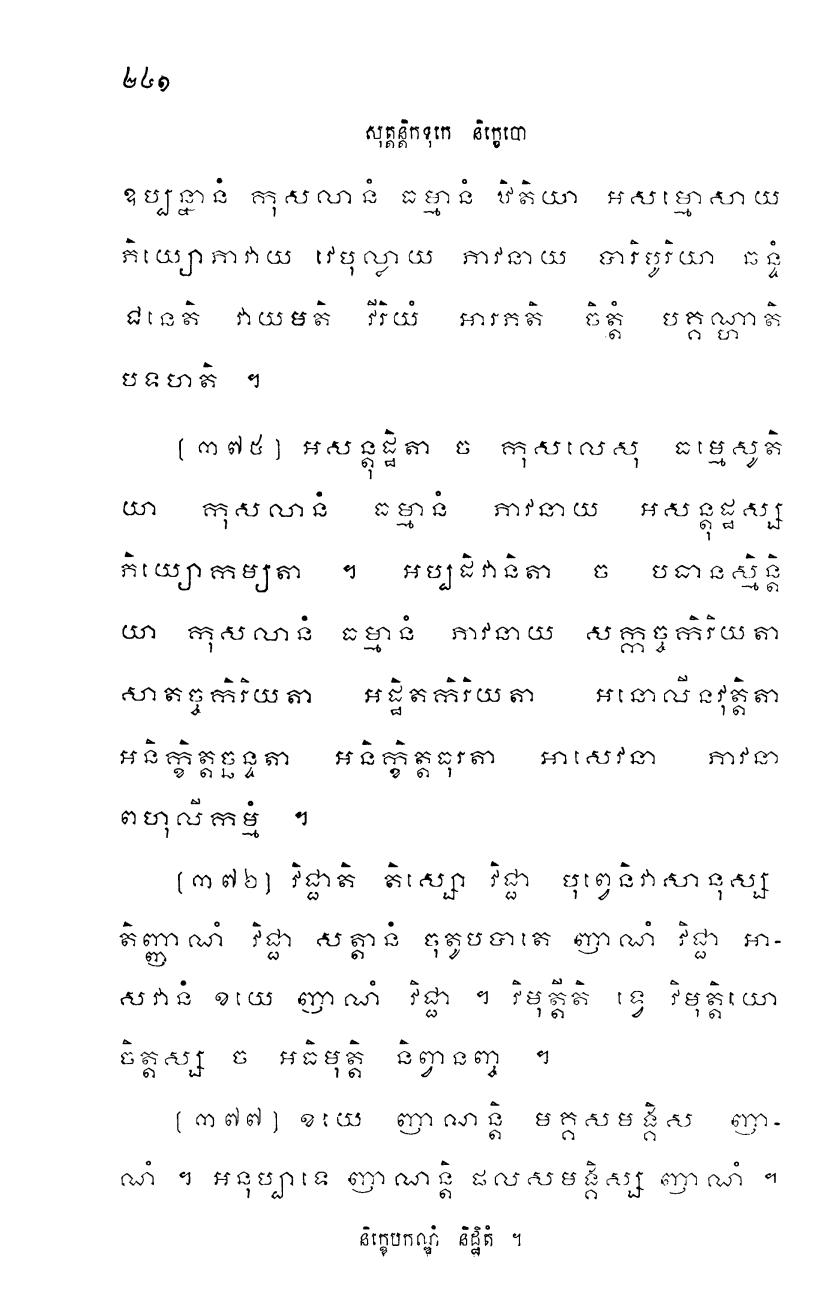 ២៤១
សុត្តន្តិកទុកេ និក្ខេបោ
ឧប្បន្នានំ កុសលានំ ធម្មានំ ឋិតិយា អសម្មោសាយ
ភិយ្យោភាវាយ វេបុល្លាយ ភាវនាយ បារិបូរិយា ឆន្ទំ
ជនេតិ វាយមតិ វីរិយំ អារភតិ ចិត្តំ បគ្គណ្ហាតិ
បទហតិ ។
(៣៧៥) អសន្តុដ្ឋិតា ច កុសលេសុ ធម្មេសូតិ
យា កុសលានំ ធម្មានំ ភាវនាយ អសន្តុដ្ឋស្ស
ភិយ្យោកម្យតា ។ អប្បដិវានិតា ច បធានស្មិន្តិ
យា កុសលានំ ធម្មានំ ភាវនាយ សក្កច្ចកិរិយតា
សាតច្ចកិរិយតា អដ្ឋិតកិរិយតា អនោលីនវុត្តិតា
អនិក្ខិត្តច្ឆន្ទតា អនិក្ខិត្តធុរតា អាសេវនា ភាវនា
ពហុលីកម្មំ ។
(៣៧៦) វិជ្ជាតិ តិស្សោ វិជ្ជា បុព្វេនិវាសានុស្ស
តិញ្ញាណំ វិជ្ជា សត្តានំ ចុតូបបាតេ ញាណំ វិជ្ជា អា-
សវានំ ខយេ ញាណំ វិជ្ជា ។ វិមុត្តីតិ ទ្វេ វិមុត្តិយោ
ចិត្តស្ស ច អធិមុត្តិ និព្វានញ្ច ។
(៣៧៧) ខយេ ញាណន្តិ មគ្គសមង្គិស ញា-
ណំ ។ អនុប្បាទេ ញាណន្តិ ផលសមង្គិស្ស ញាណំ ។
និក្ខេបកណ្ឌំ និដ្ឋិតំ ។